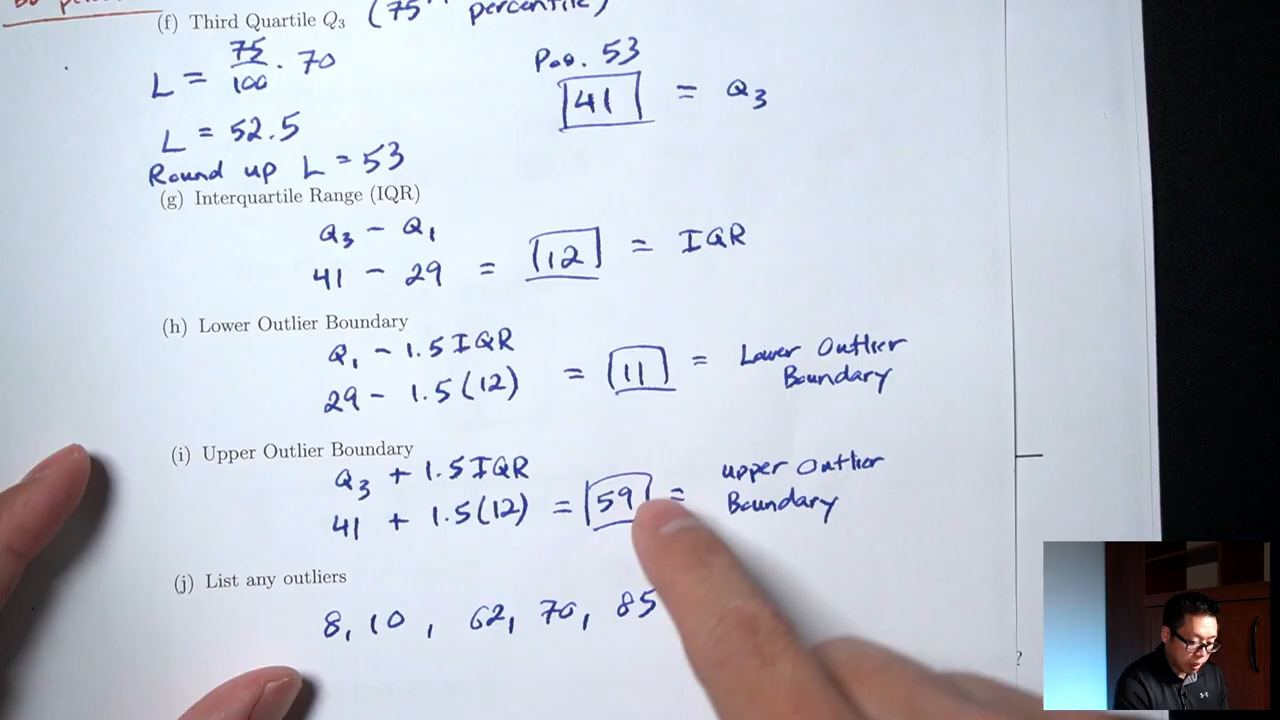 (f) Third Quartile Q3 (75 percentile)
L = 75/100 · 70
Pos. 53
41 = Q3
L = 52.5
Round up L = 53
(g) Interquartile Range (IQR)
Q3 - Q1
41 - 29 = 12 = IQR
(h) Lower Outlier Boundary
Q1 - 1.5 IQR
29 - 1.5(12) = 11 = Lower Outlier
Boundary
(i) Upper Outlier Boundary
Q3 + 1.5 IQR
41 + 1.5(12) = 59 = upper Outlier
Boundary
(j) List any outliers
8, 10, 62, 70, 85
?